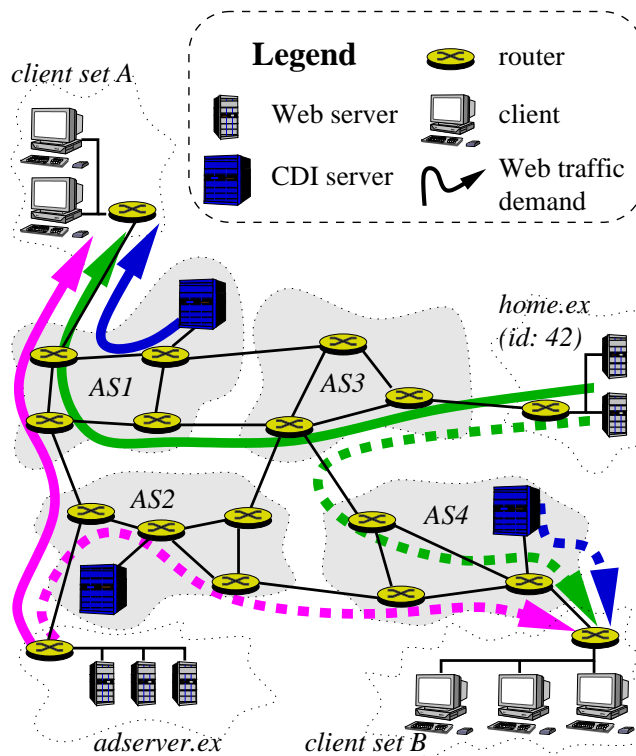 Legend
router
Web server
client
CDI server
Web traffic
demand
client set A
home.ex
(id: 42)
AS1
AS3
AS2
AS4
adserver.ex
client set B